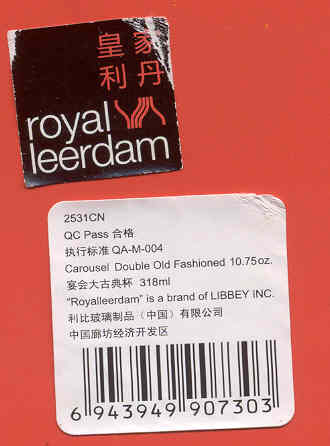 皇家
利丹
royal
leerdam
2531CN
QC Pass 合格
执行标准 QA-M-004
Carousel Double Old Fashioned 10.75oz.
宴会大古典杯 318ml
"Royalleerdam" is a brand of LIBBEY INC.
利比玻璃制品（中国）有限公司
中国廊坊经济开发区
6 943949 907303